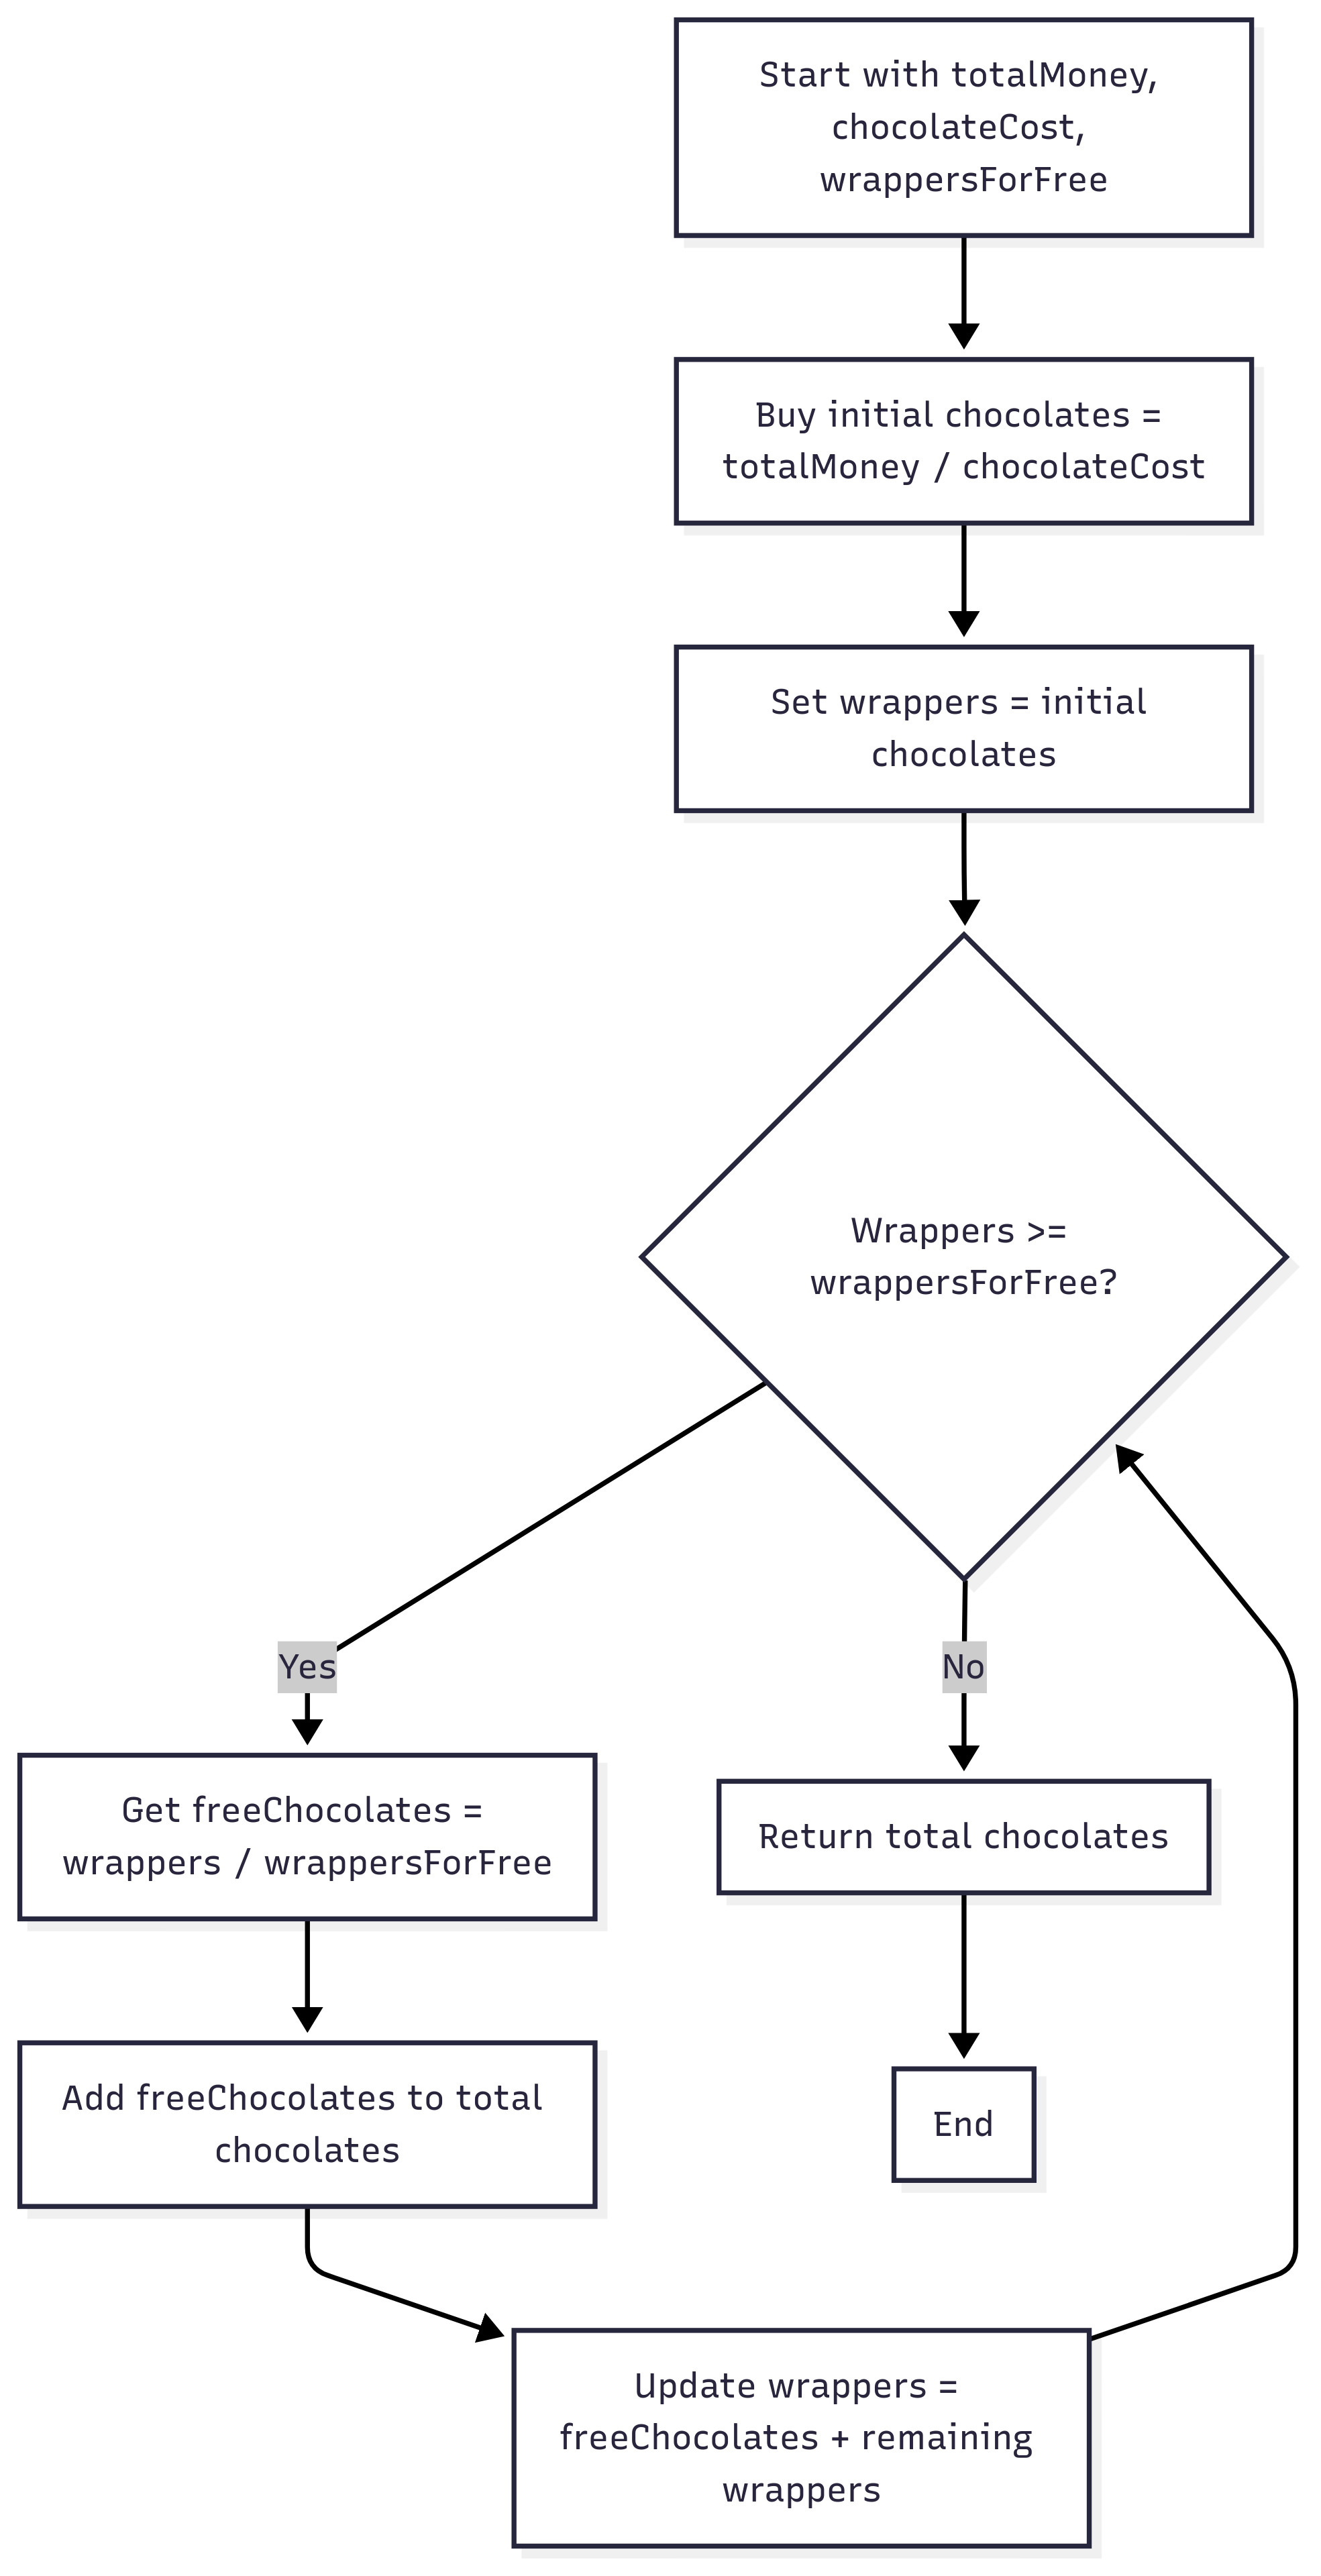 Start with totalMoney,
chocolateCost,
wrappersForFree
Buy initial chocolates =
totalMoney / chocolateCost
Set wrappers = initial
chocolates
Wrappers >=
wrappersForFree?
Yes
No
Get freeChocolates =
wrappers / wrappersForFree
Return total chocolates
Add freeChocolates to total
chocolates
End
Update wrappers =
freeChocolates + remaining
wrappers